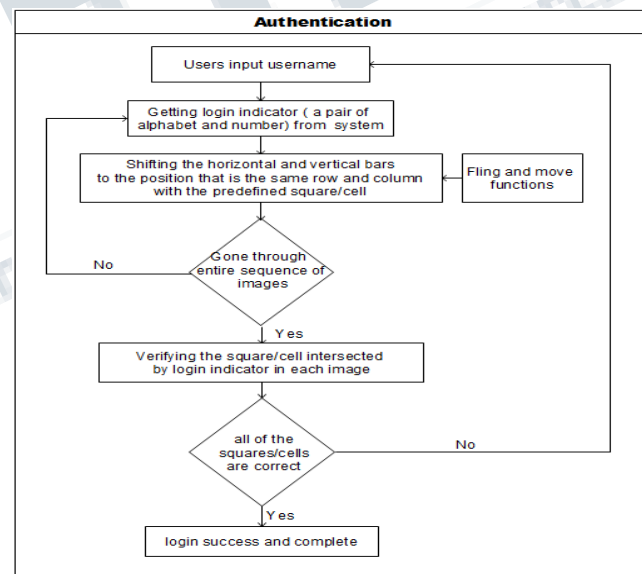 Authentication
Users input username
Getting login indicator ( a pair of
alphabet and number) from system
Shifting the horizontal and vertical bars
to the position that is the same row and column
with the predefined square/cell
Fling and move
functions
Gone through
entire sequence of
images
No
Yes
Verifying the square/cell intersected
by login indicator in each image
all of the
squares/cells
are correct
No
Yes
login success and complete